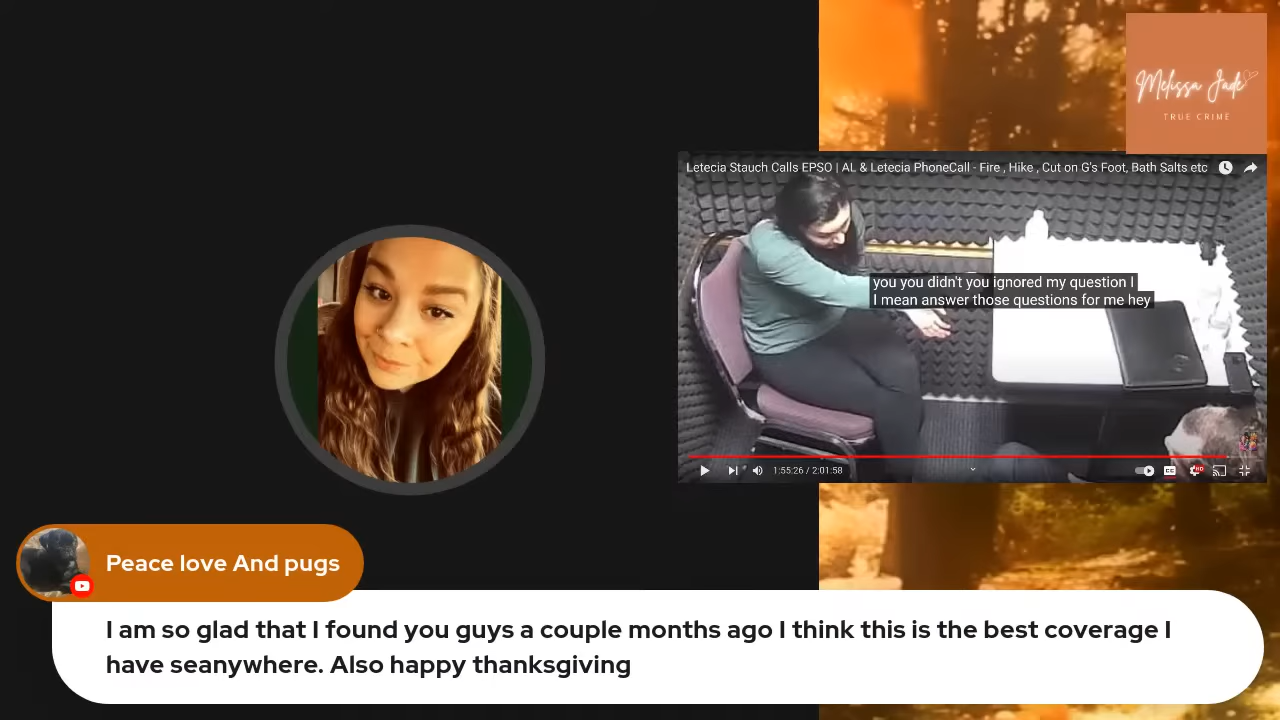 Melissa Jade
TRUE CRIME
Letecia Stauch Calls EPSO | AL & Letecia PhoneCall - Fire , Hike , Cut on G's Foot, Bath Salts etc
you you didn't you ignored my question I
I mean answer those questions for me hey
1:55:26 / 2:01:58
CC
HD
Peace love And pugs
I am so glad that I found you guys a couple months ago I think this is the best coverage I
have seanywhere. Also happy thanksgiving